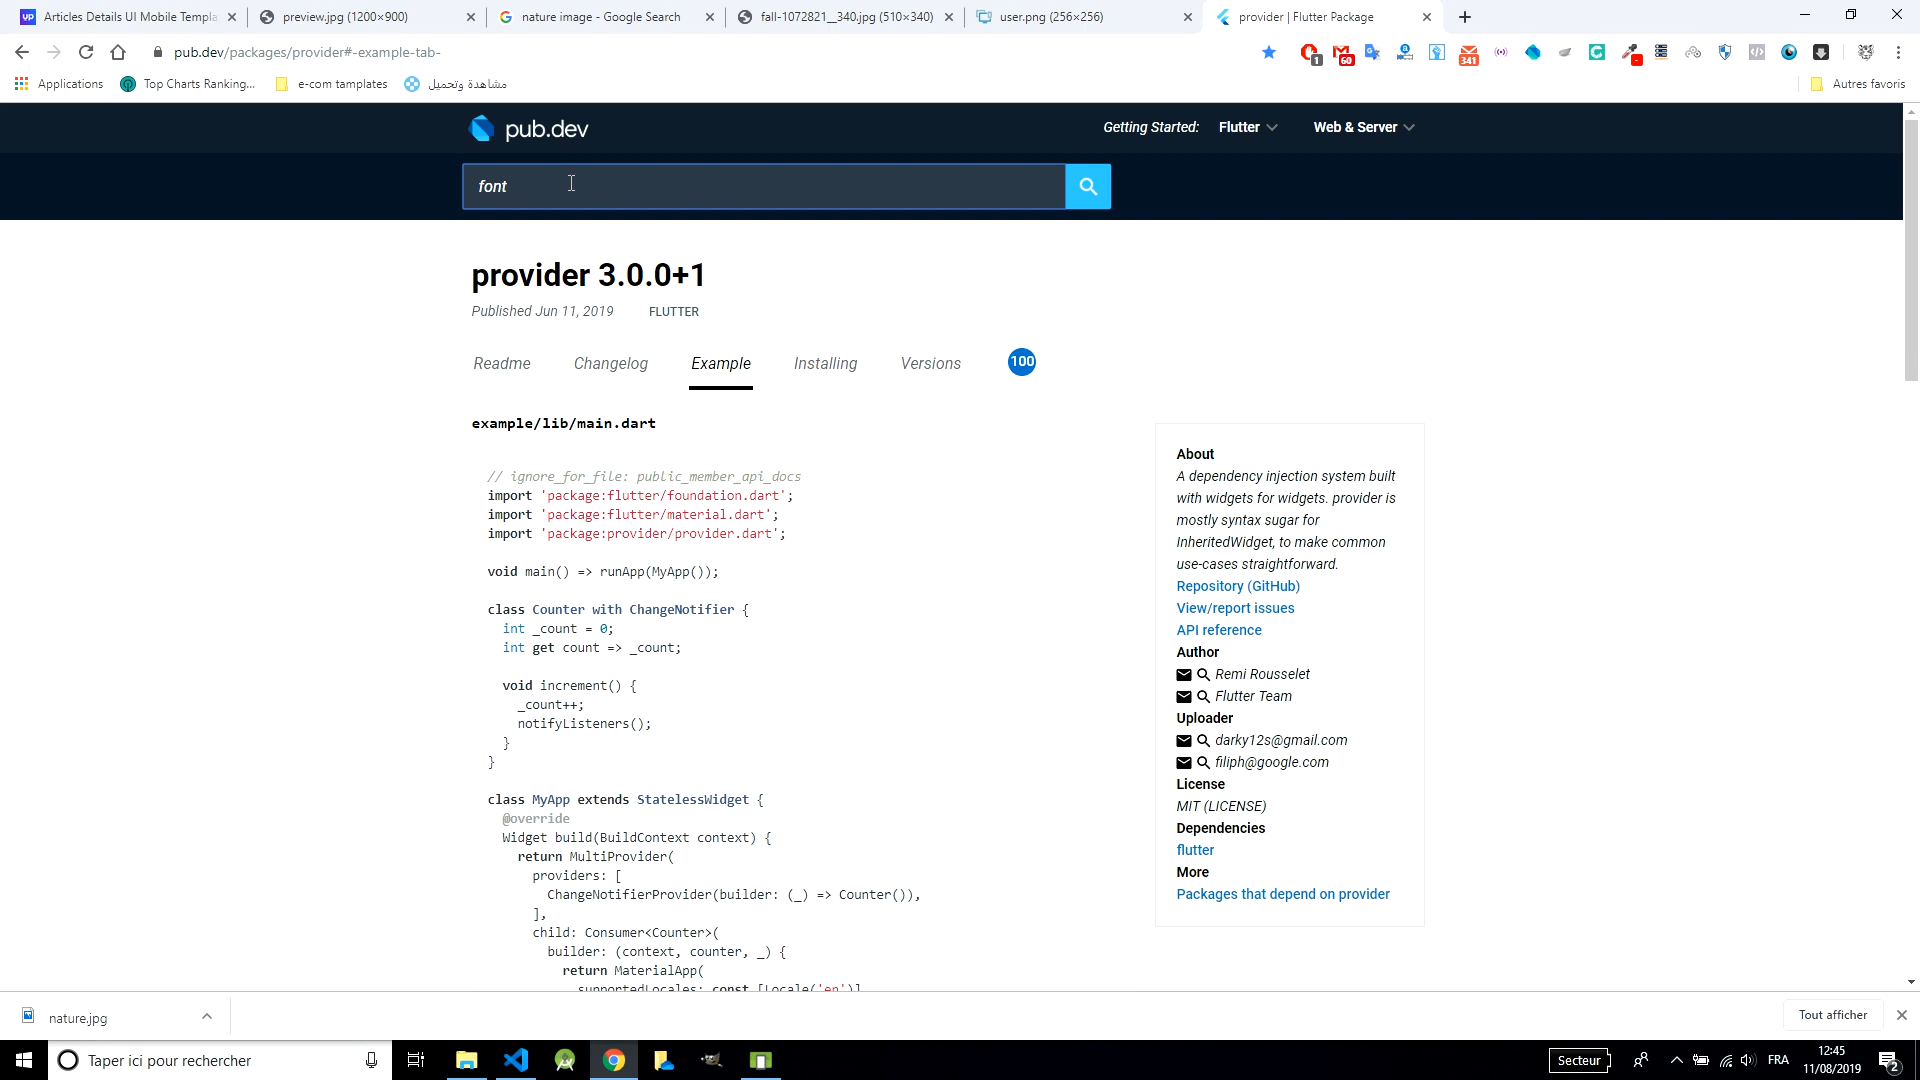 Articles Details UI Mobile Templa
preview.jpg (1200×900)
nature image - Google Search
fall-1072821__340.jpg (510×340)
user.png (256×256)
provider | Flutter Package
pub.dev/packages/provider#-example-tab-
1
60
341
Applications
Top Charts Ranking...
e-com tamplates
مشاهدة وتحميل
Autres favoris
pub.dev
Getting Started:
Flutter
Web & Server
font
provider 3.0.0+1
Published Jun 11, 2019
FLUTTER
Readme
Changelog
Example
Installing
Versions
100
example/lib/main.dart
// ignore_for_file: public_member_api_docs
import 'package:flutter/foundation.dart';
import 'package:flutter/material.dart';
import 'package:provider/provider.dart';
void main() => runApp(MyApp());
class Counter with ChangeNotifier {
int _count = 0;
int get count => _count;
void increment() {
_count++;
notifyListeners();
}
}
class MyApp extends StatelessWidget {
@override
Widget build(BuildContext context) {
return MultiProvider(
providers: [
ChangeNotifierProvider(builder: (_) => Counter()),
],
child: Consumer<Counter>(
builder: (context, counter, _) {
return MaterialApp(
supportedLocales: const [Locale('en')]
About
A dependency injection system built
with widgets for widgets. provider is
mostly syntax sugar for
InheritedWidget, to make common
use-cases straightforward.
Repository (GitHub)
View/report issues
API reference
Author
Remi Rousselet
Flutter Team
Uploader
darky12s@gmail.com
filiph@google.com
License
MIT (LICENSE)
Dependencies
flutter
More
Packages that depend on provider
nature.jpg
Tout afficher
Taper ici pour rechercher
Secteur
FRA
12:45
11/08/2019
2